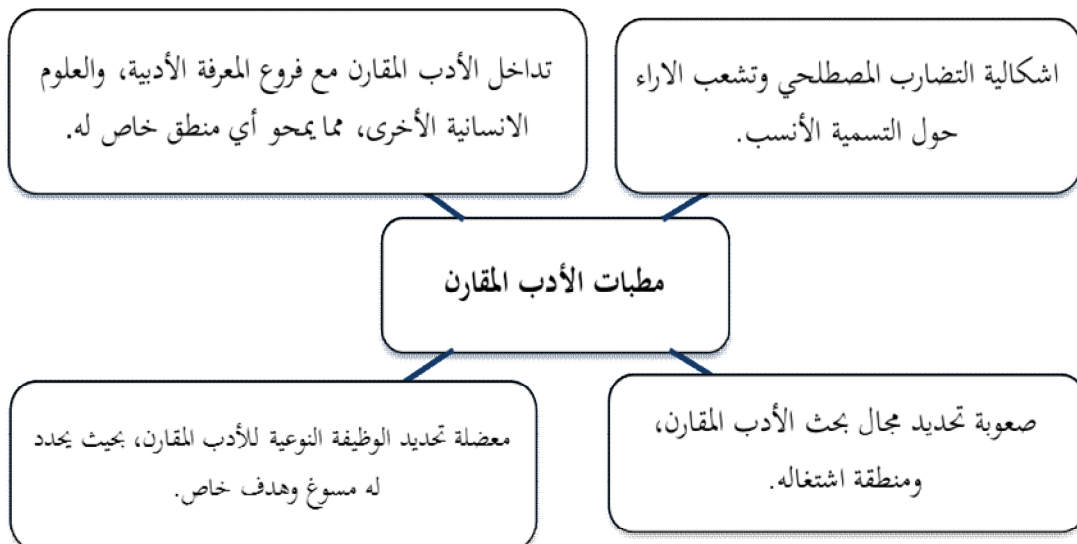 اشكالية التضارب المصطلحي وتشعب الاراء
حول التسمية الأنسب.
تداخل الأدب المقارن مع فروع المعرفة الأدبية، والعلوم
الانسانية الأخرى، مما يمحو أي منطق خاص له.
مطبات الأدب المقارن
صعوبة تحديد مجال بحث الأدب المقارن،
ومنطقة اشتغاله.
معضلة تحديد الوظيفة النوعية للأدب المقارن، بحيث يحدد
له مسوغ وهدف خاص.